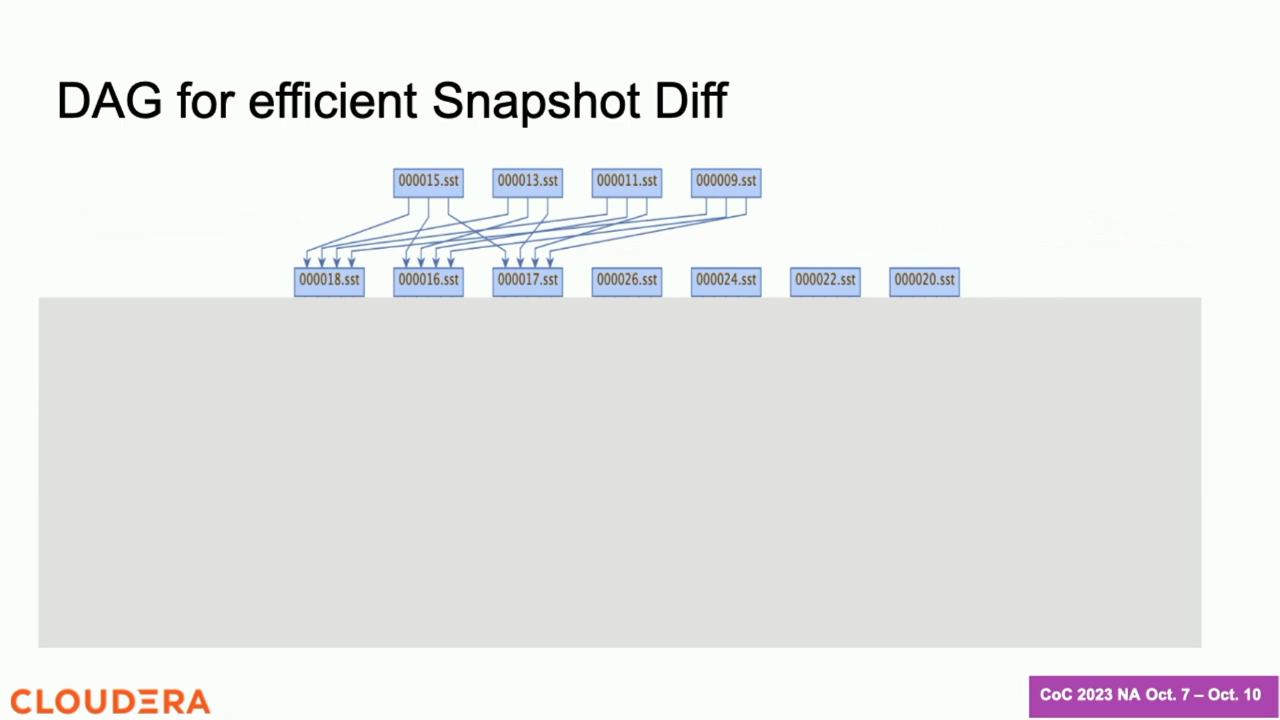 DAG for efficient Snapshot Diff
000015.sst 000013.sst 000011.sst 000009.sst
000018.sst 000016.sst 000017.sst 000026.sst 000024.sst 000022.sst 000020.sst
CLOUDERA
CoC 2023 NA Oct. 7 – Oct. 10